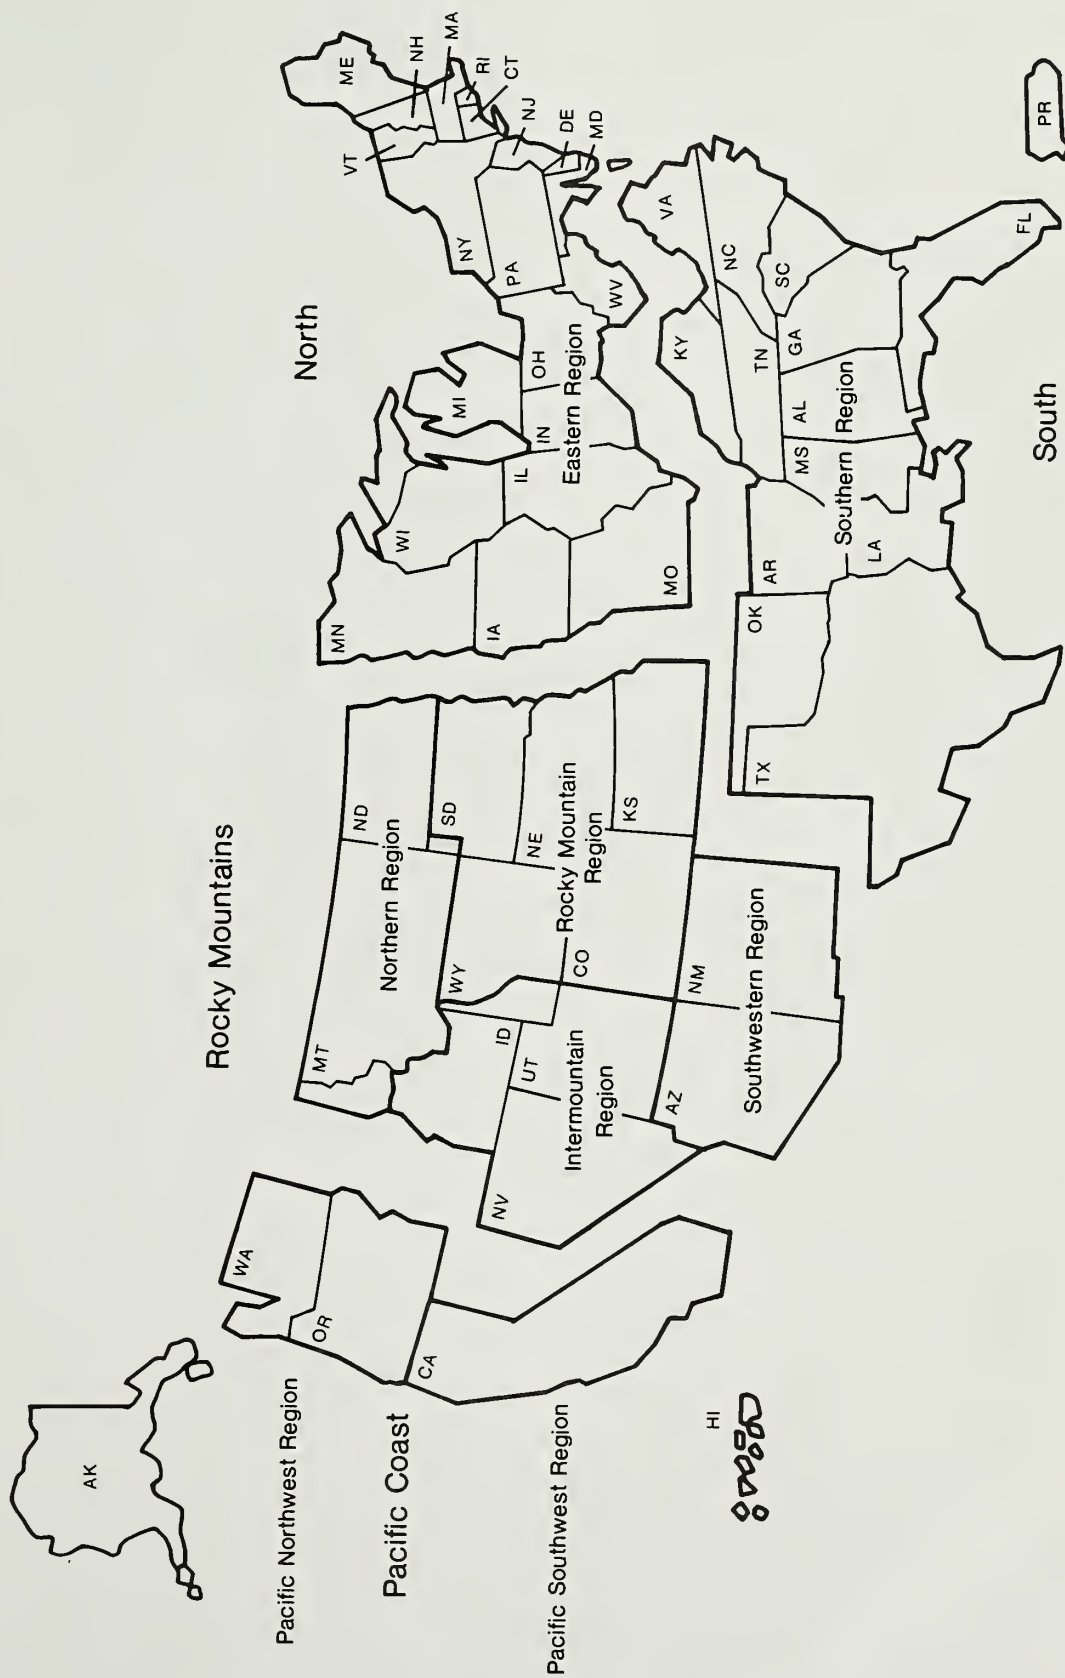 AK
Pacific Northwest Region
Pacific Coast
Pacific Southwest Region
WA
OR
CA
HI
Rocky Mountains
MT
Northern Region
ND
ID
WY
SD
NE
NV
UT
Intermountain
Region
CO
Rocky Mountain
Region
KS
AZ
NM
Southwestern Region
North
MN
WI
MI
IA
IL
IN
OH
Eastern Region
MO
WV
PA
NY
VT
ME
NH
MA
RI
CT
NJ
DE
MD
South
TX
OK
AR
LA
MS
AL
Southern Region
GA
TN
KY
VA
NC
SC
FL
PR